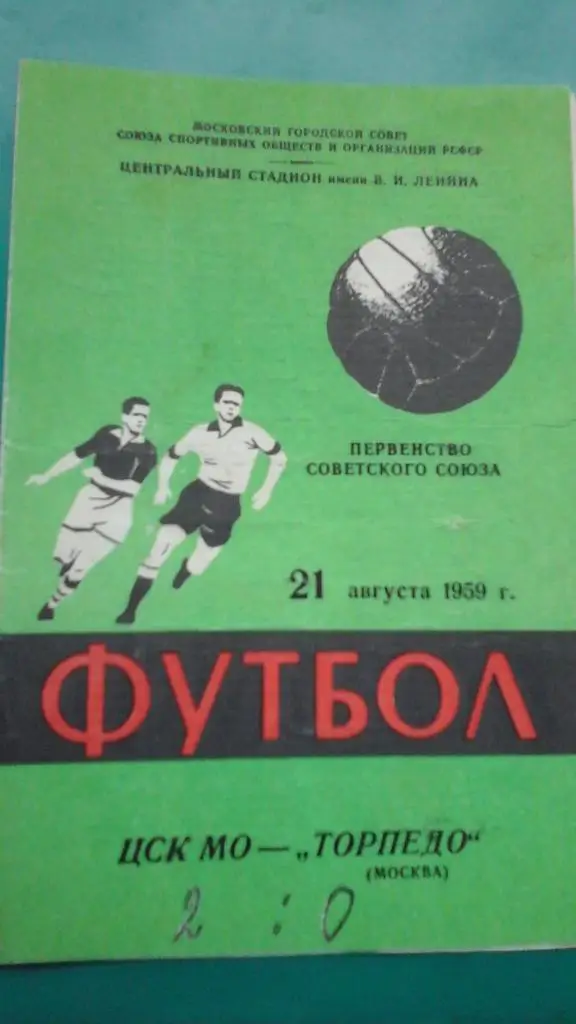 МОСКОВСКИЙ ГОРОДСКОЙ СОВЕТ
СОЮЗА СПОРТИВНЫХ ОБЩЕСТВ И ОРГАНИЗАЦИЙ РСФСР
ЦЕНТРАЛЬНЫЙ СТАДИОН имени В. И. ЛЕНИНА
ПЕРВЕНСТВО
СОВЕТСКОГО СОЮЗА
21 августа 1959 г.
ФУТБОЛ
ЦСК МО — „ТОРПЕДО“
(МОСКВА)
2 : 0